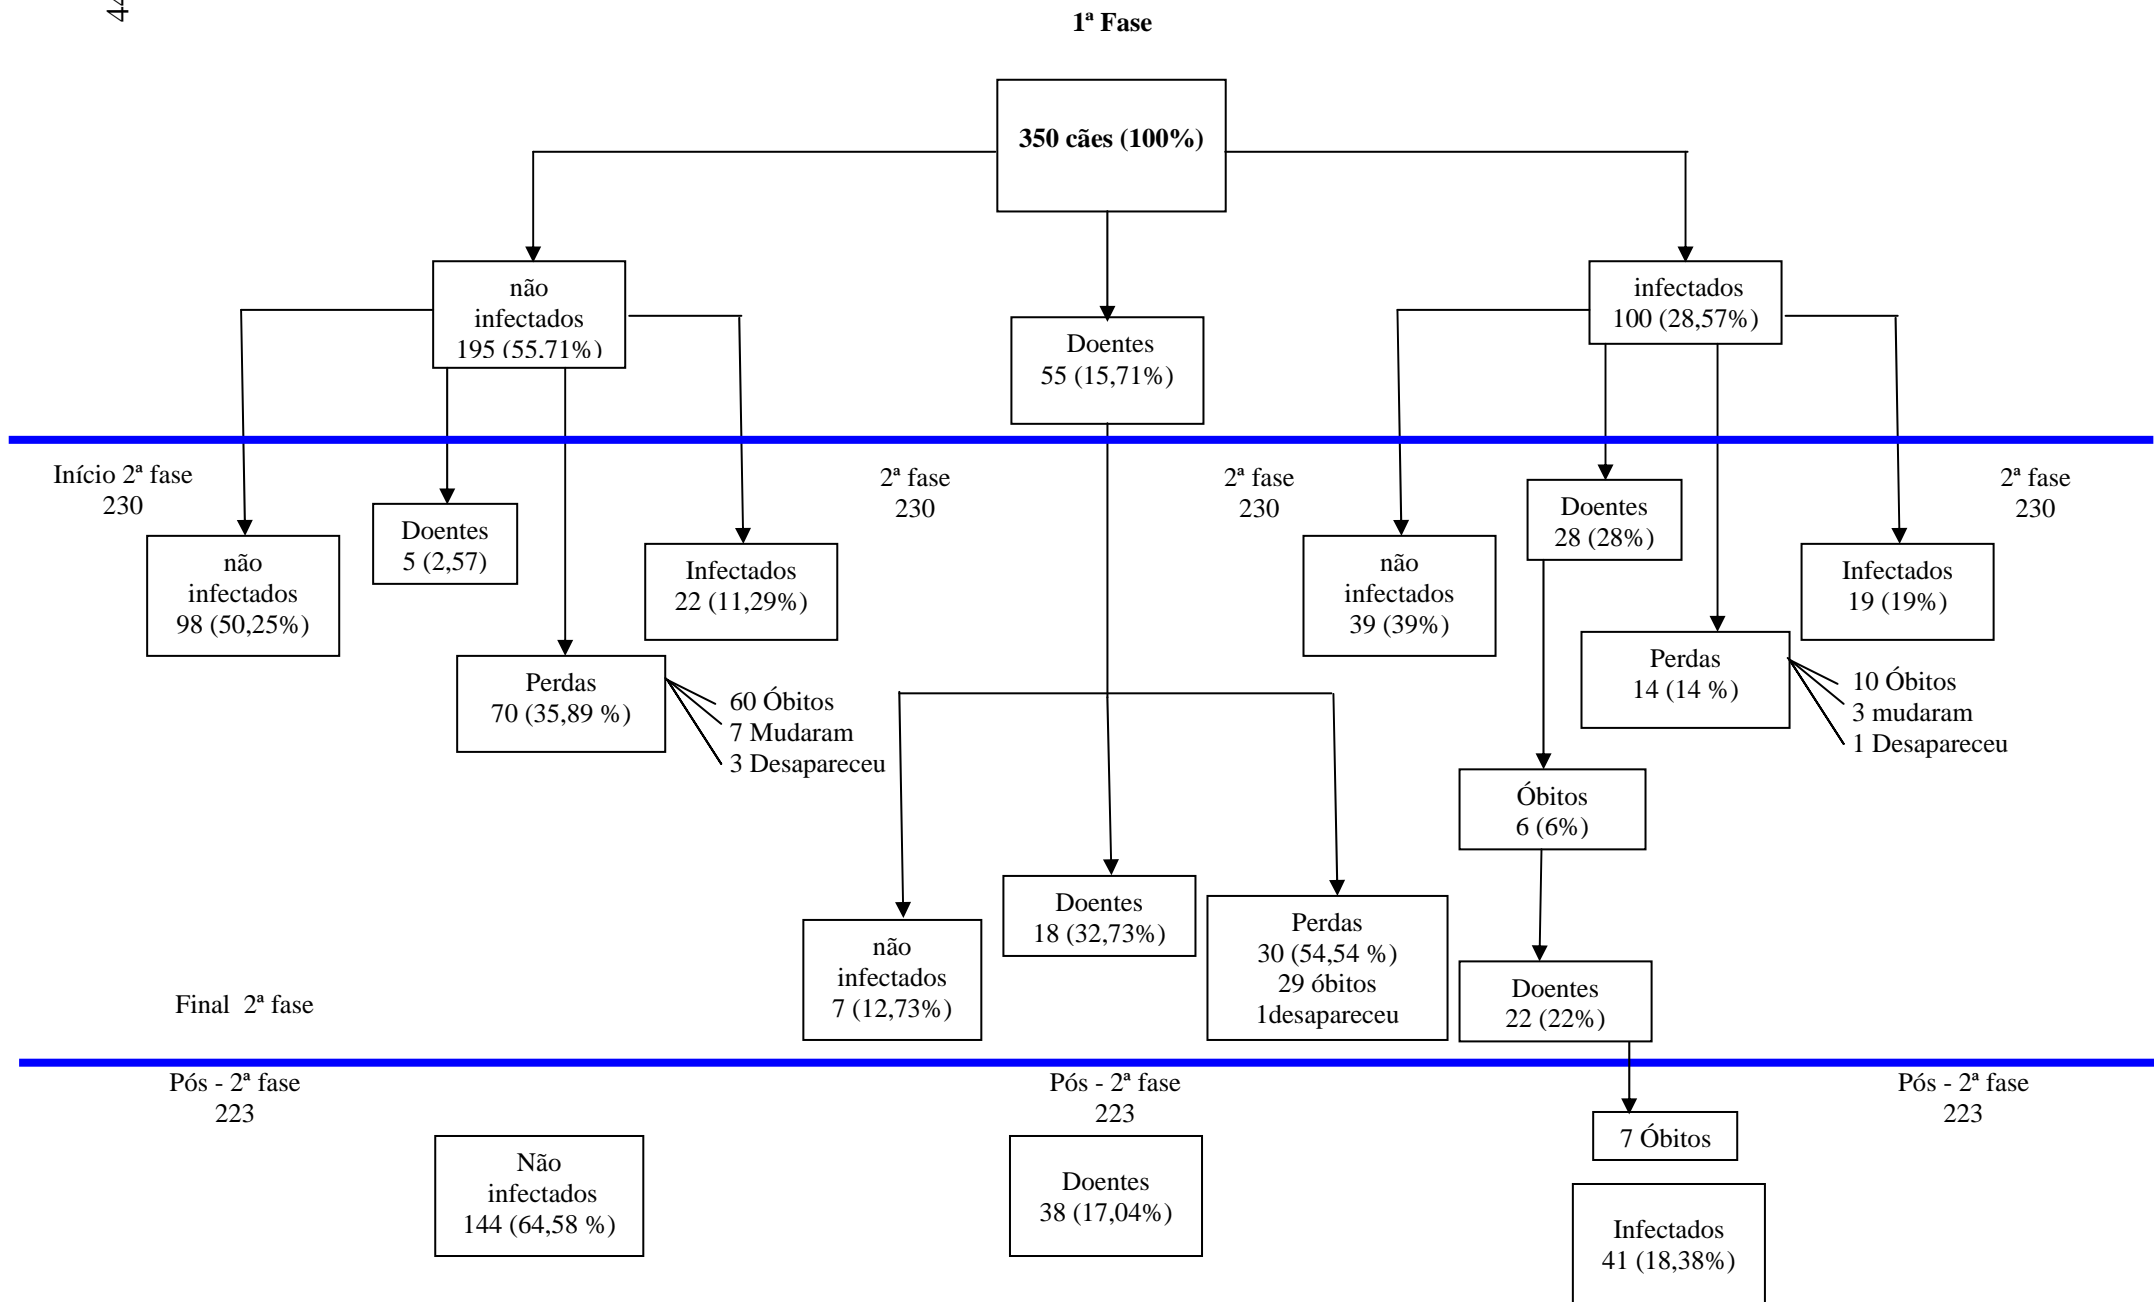 44
1ª Fase
350 cães (100%)
não
infectados
195 (55,71%)
Doentes
55 (15,71%)
infectados
100 (28,57%)
Início 2ª fase
230
2ª fase
230
2ª fase
230
2ª fase
230
não
infectados
98 (50,25%)
Doentes
5 (2,57)
Perdas
70 (35,89 %)
60 Óbitos
7 Mudaram
3 Desapareceu
Infectados
22 (11,29%)
não
infectados
39 (39%)
Doentes
28 (28%)
Perdas
14 (14 %)
10 Óbitos
3 mudaram
1 Desapareceu
Infectados
19 (19%)
Óbitos
6 (6%)
não
infectados
7 (12,73%)
Doentes
18 (32,73%)
Perdas
30 (54,54 %)
29 óbitos
1desapareceu
Doentes
22 (22%)
Final 2ª fase
Pós - 2ª fase
223
Pós - 2ª fase
223
Pós - 2ª fase
223
7 Óbitos
Não
infectados
144 (64,58 %)
Doentes
38 (17,04%)
Infectados
41 (18,38%)